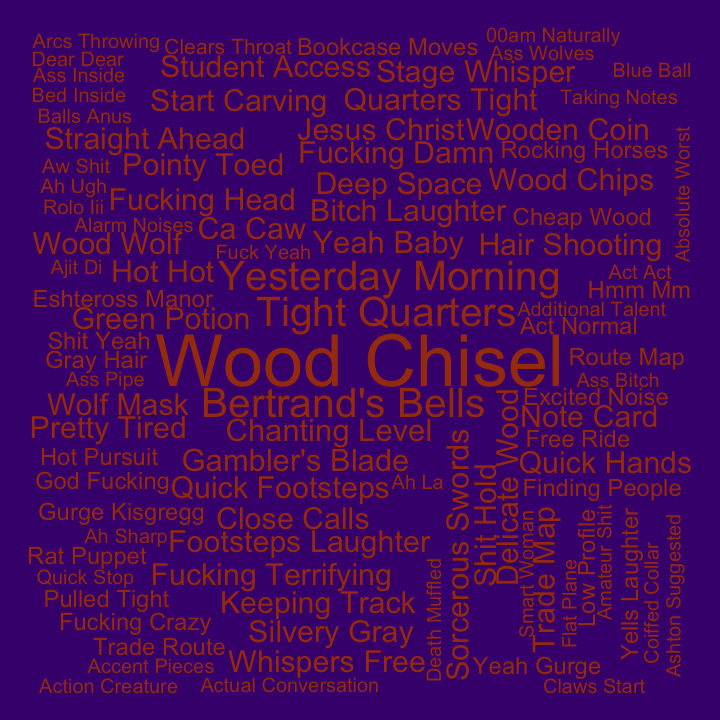 Arcs Throwing
Clears Throat
Bookcase Moves
00am Naturally
Dear Dear
Student Access
Stage Whisper
Ass Wolves
Ass Inside
Blue Ball
Bed Inside
Start Carving
Quarters Tight
Taking Notes
Balls Anus
Straight Ahead
Jesus Christ
Wooden Coin
Aw Shit
Pointy Toed
Fucking Damn
Rocking Horses
Absolute Worst
Ah Ugh
Fucking Head
Deep Space
Wood Chips
Rolo Iii
Bitch Laughter
Cheap Wood
Alarm Noises
Ca Caw
Wood Wolf
Fuck Yeah
Yeah Baby
Hair Shooting
Ajit Di
Hot Hot
Yesterday Morning
Act Act
Hmm Mm
Eshteross Manor
Green Potion
Tight Quarters
Additional Talent
Act Normal
Shit Yeah
Gray Hair
Wood Chisel
Route Map
Ass Pipe
Ass Bitch
Wolf Mask
Bertrand's Bells
Excited Noise
Note Card
Pretty Tired
Chanting Level
Delicate Wood
Free Ride
Hot Pursuit
Gambler's Blade
Quick Hands
God Fucking
Quick Footsteps
Ah La
Sorcerous Swords
Shit Hold
Finding People
Gurge Kisgregg
Close Calls
Ah Sharp
Footsteps Laughter
Trade Map
Smart Woman
Low Profile
Amateur Shit
Yells Laughter
Rat Puppet
Quick Stop
Fucking Terrifying
Death Muffled
Flat Plane
Coiffed Collar
Ashton Suggested
Pulled Tight
Keeping Track
Fucking Crazy
Silvery Gray
Trade Route
Accent Pieces
Whispers Free
Yeah Gurge
Action Creature
Actual Conversation
Claws Start